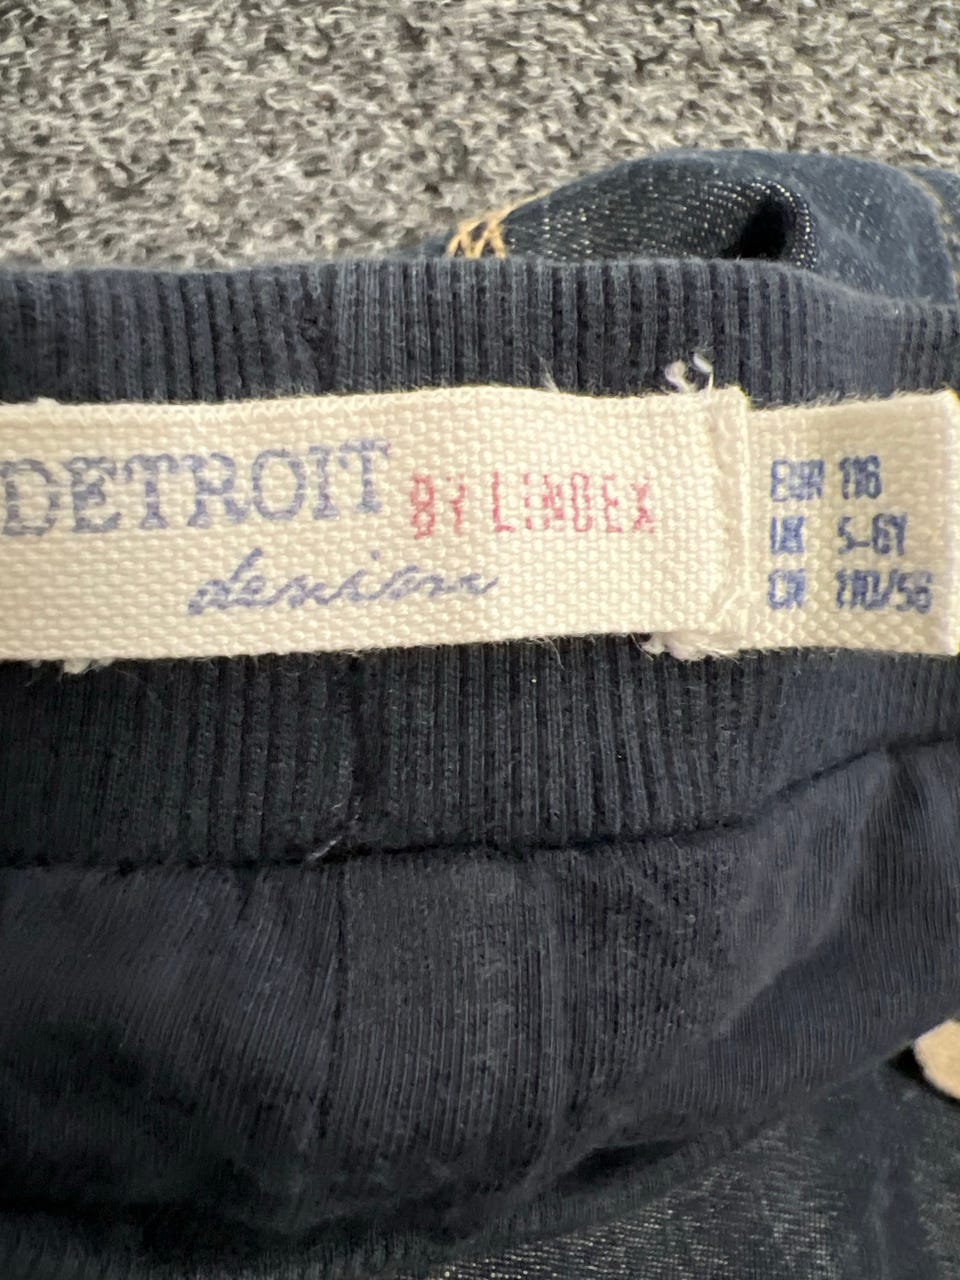 DETROIT BY LINDEX
denim
EUR 116
UK 5-6Y
CN 110/56